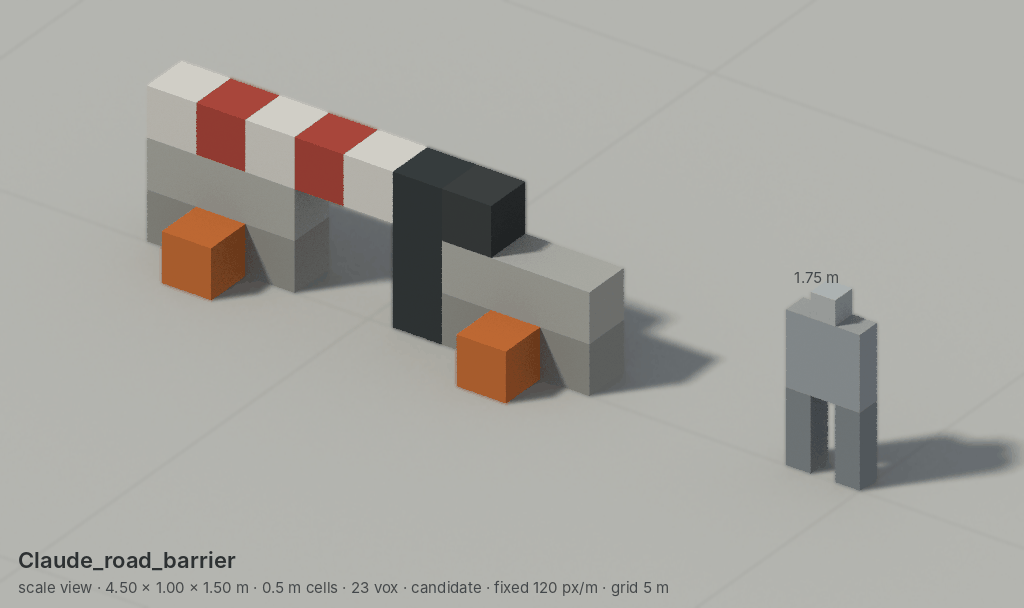 1.75 m
Claude_road_barrier
scale view · 4.50 × 1.00 × 1.50 m · 0.5 m cells · 23 vox · candidate · fixed 120 px/m · grid 5 m